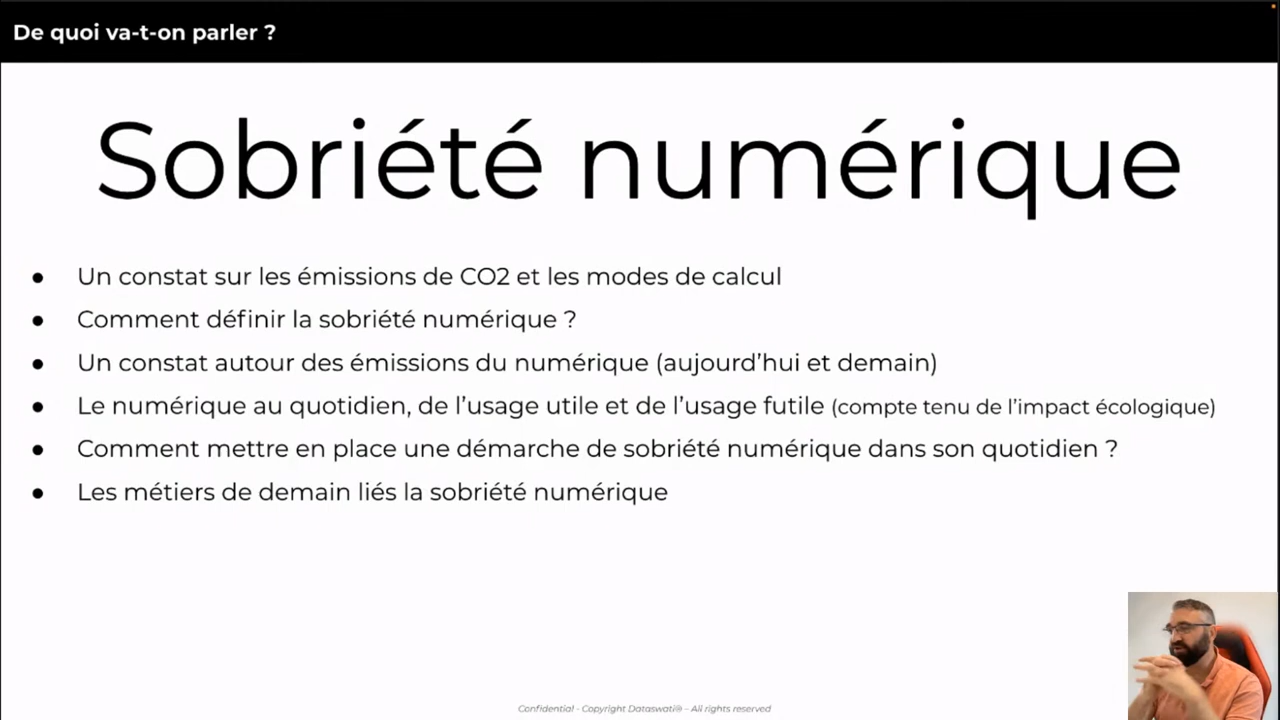 De quoi va-t-on parler ?
Sobriété numérique
● Un constat sur les émissions de CO2 et les modes de calcul
● Comment définir la sobriété numérique ?
● Un constat autour des émissions du numérique (aujourd’hui et demain)
● Le numérique au quotidien, de l’usage utile et de l’usage futile (compte tenu de l’impact écologique)
● Comment mettre en place une démarche de sobriété numérique dans son quotidien ?
● Les métiers de demain liés la sobriété numérique
Confidential - Copyright Dataswati® - All rights reserved